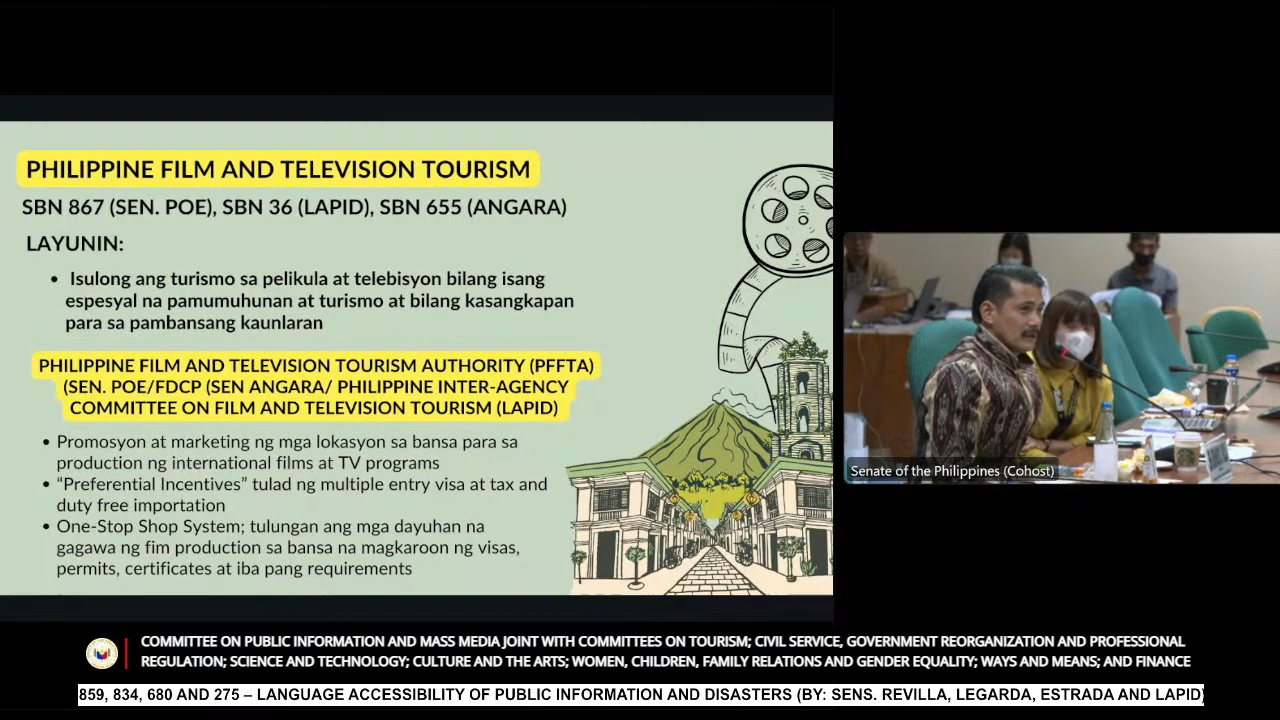 PHILIPPINE FILM AND TELEVISION TOURISM
SBN 867 (SEN. POE), SBN 36 (LAPID), SBN 655 (ANGARA)
LAYUNIN:
• Isulong ang turismo sa pelikula at telebisyon bilang isang
espesyal na pamumuhunan at turismo at bilang kasangkapan
para sa pambansang kaunlaran
PHILIPPINE FILM AND TELEVISION TOURISM AUTHORITY (PFFTA)
(SEN. POE/FDCP (SEN ANGARA/ PHILIPPINE INTER-AGENCY
COMMITTEE ON FILM AND TELEVISION TOURISM (LAPID)
• Promosyon at marketing ng mga lokasyon sa bansa para sa
production ng international films at TV programs
• “Preferential Incentives” tulad ng multiple entry visa at tax and
duty free importation
• One-Stop Shop System; tulungan ang mga dayuhan na
gagawa ng fim production sa bansa na magkaroon ng visas,
permits, certificates at iba pang requirements
Senate of the Philippines (Cohost)
COMMITTEE ON PUBLIC INFORMATION AND MASS MEDIA JOINT WITH COMMITTEES ON TOURISM; CIVIL SERVICE, GOVERNMENT REORGANIZATION AND PROFESSIONAL
REGULATION; SCIENCE AND TECHNOLOGY; CULTURE AND THE ARTS; WOMEN, CHILDREN, FAMILY RELATIONS AND GENDER EQUALITY; WAYS AND MEANS; AND FINANCE
859, 834, 680 AND 275 – LANGUAGE ACCESSIBILITY OF PUBLIC INFORMATION AND DISASTERS (BY: SENS. REVILLA, LEGARDA, ESTRADA AND LAPID)